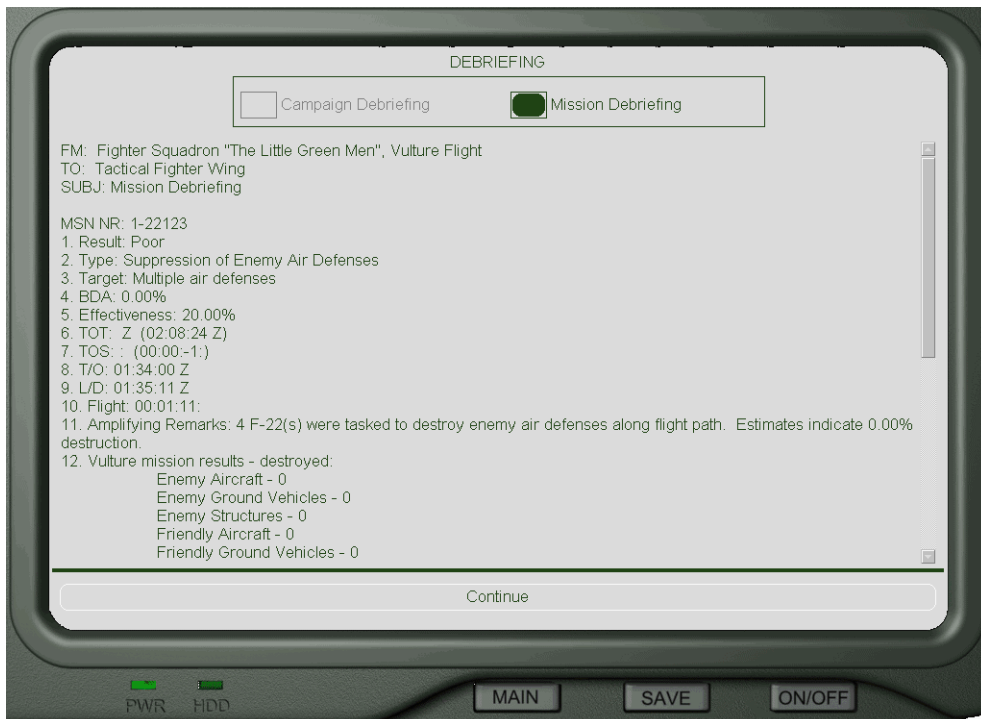 DEBRIEFING
Campaign Debriefing Mission Debriefing
FM: Fighter Squadron "The Little Green Men", Vulture Flight
TO: Tactical Fighter Wing
SUBJ: Mission Debriefing
MSN NR: 1-22123
1. Result: Poor
2. Type: Suppression of Enemy Air Defenses
3. Target: Multiple air defenses
4. BDA: 0.00%
5. Effectiveness: 20.00%
6. TOT: Z (02:08:24 Z)
7. TOS: : (00:00:-1:)
8. T/O: 01:34:00 Z
9. L/D: 01:35:11 Z
10. Flight: 00:01:11:
11. Amplifying Remarks: 4 F-22(s) were tasked to destroy enemy air defenses along flight path. Estimates indicate 0.00%
destruction.
12. Vulture mission results - destroyed:
Enemy Aircraft - 0
Enemy Ground Vehicles - 0
Enemy Structures - 0
Friendly Aircraft - 0
Friendly Ground Vehicles - 0
Continue
PWR HDD MAIN SAVE ON/OFF